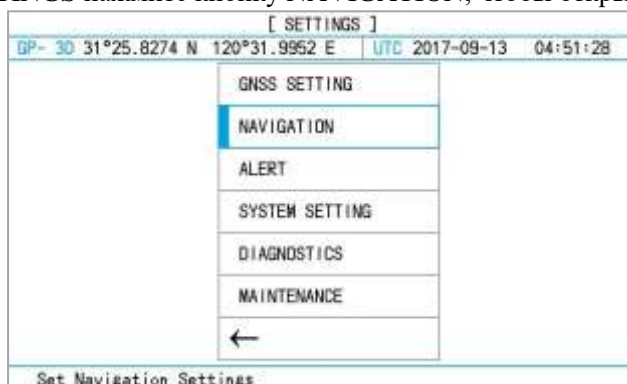 NAVIGATION,
[ SETTINGS ]
GP- 3D 31°25.8274 N 120°31.9952 E UTC 2017-09-13 04:51:28
GNSS SETTING
NAVIGATION
ALERT
SYSTEM SETTING
DIAGNOSTICS
MAINTENANCE
←
Set Navigation Settings